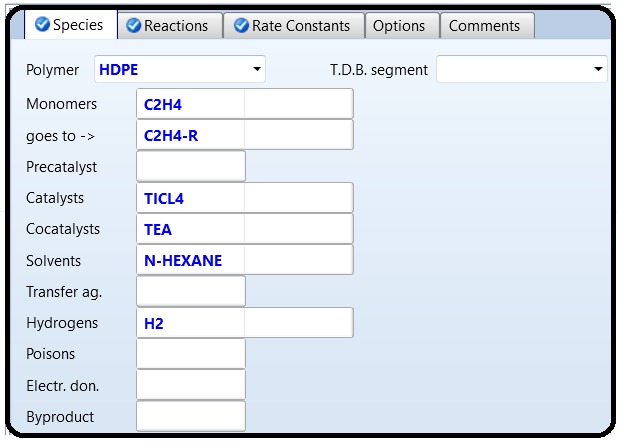 Species Reactions Rate Constants Options Comments
Polymer HDPE T.D.B. segment
Monomers C2H4
goes to -> C2H4-R
Precatalyst
Catalysts TICL4
Cocatalysts TEA
Solvents N-HEXANE
Transfer ag.
Hydrogens H2
Poisons
Electr. don.
Byproduct